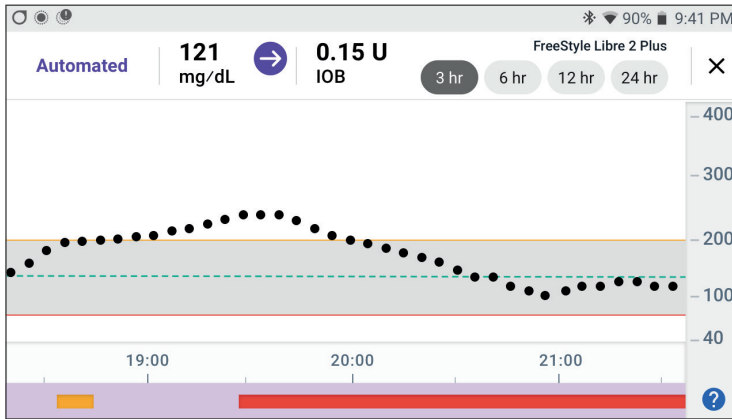 90% 9:41 PM
Automated
121
mg/dL
0.15 U
IOB
FreeStyle Libre 2 Plus
3 hr 6 hr 12 hr 24 hr
400
300
200
100
40
19:00 20:00 21:00
?